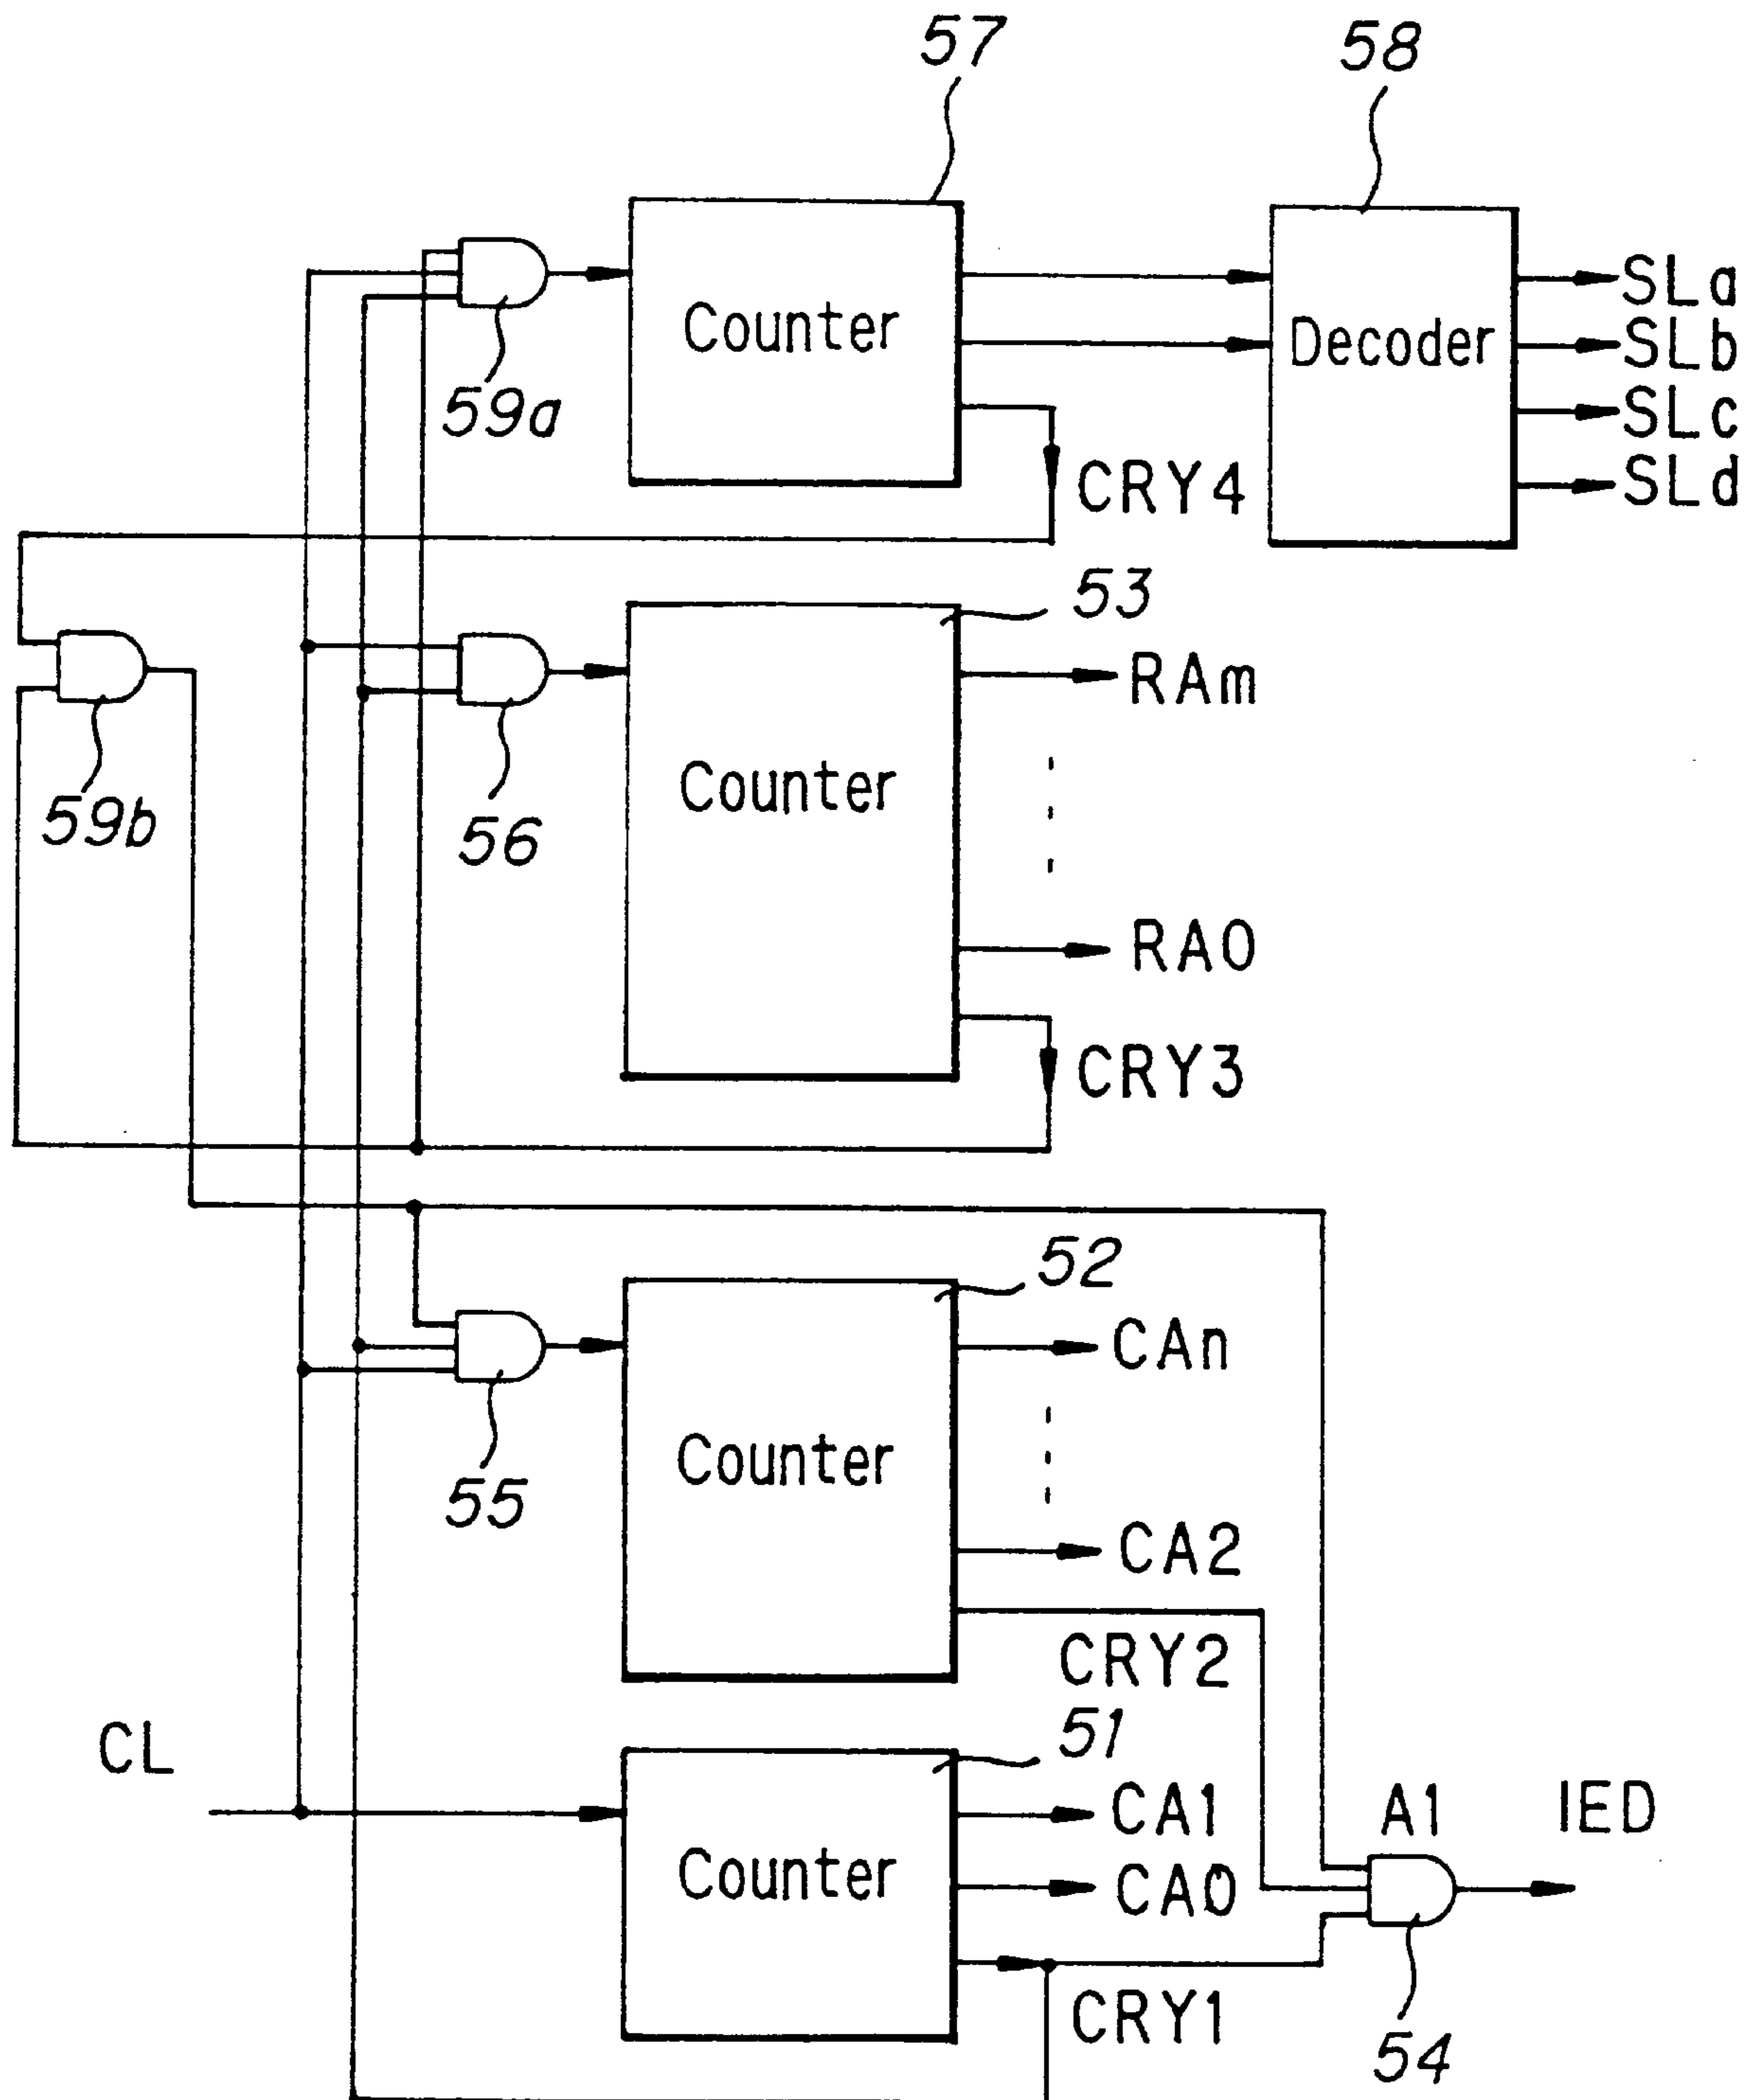 57
58
59a
Counter
Decoder
SLa
SLb
SLc
SLd
CRY4
53
59b
56
Counter
RAm
RA0
CRY3
52
55
Counter
CAn
CA2
CRY2
51
CL
Counter
CA1
CA0
CRY1
A1
IED
54